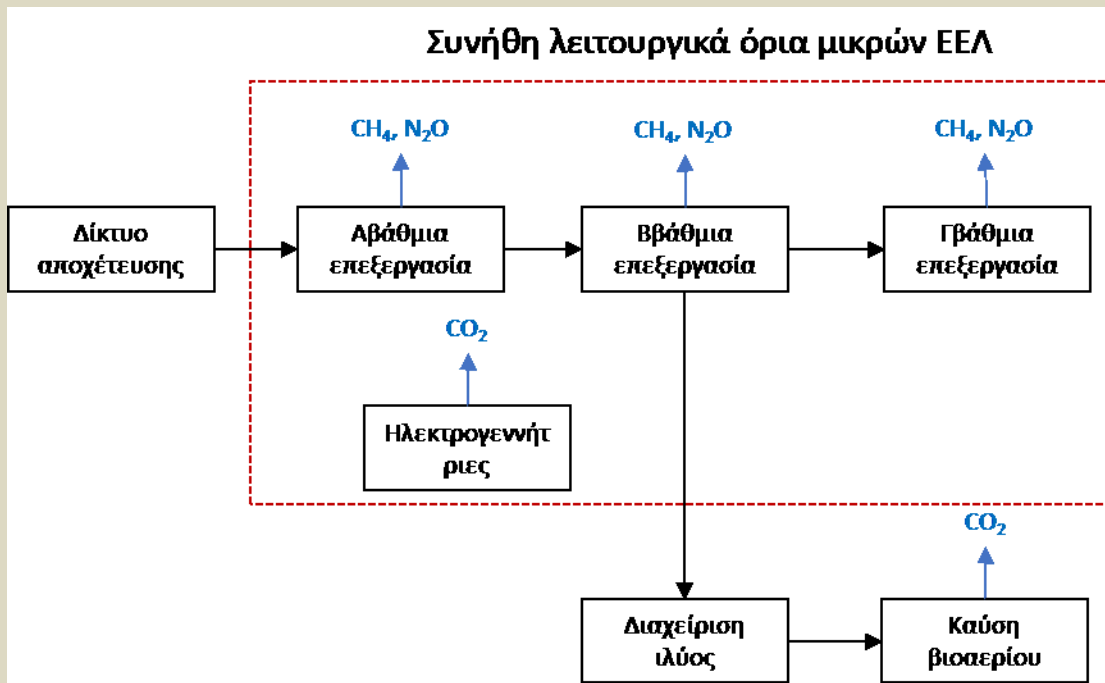 Συνήθη λειτουργικά όρια μικρών ΕΕΛ
CH₄, N₂O
CH₄, N₂O
CH₄, N₂O
Δίκτυο
αποχέτευσης
Αβάθμια
επεξεργασία
Ββάθμια
επεξεργασία
Γβάθμια
επεξεργασία
CO₂
Ηλεκτρογεννήτ
ριες
CO₂
Διαχείριση
ιλύος
Καύση
βιοαερίου